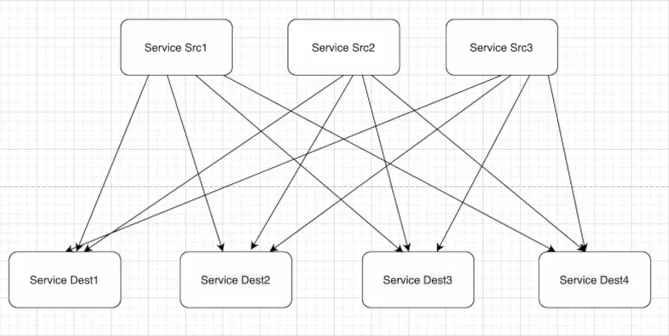 Service Src1
Service Src2
Service Src3
Service Dest1
Service Dest2
Service Dest3
Service Dest4